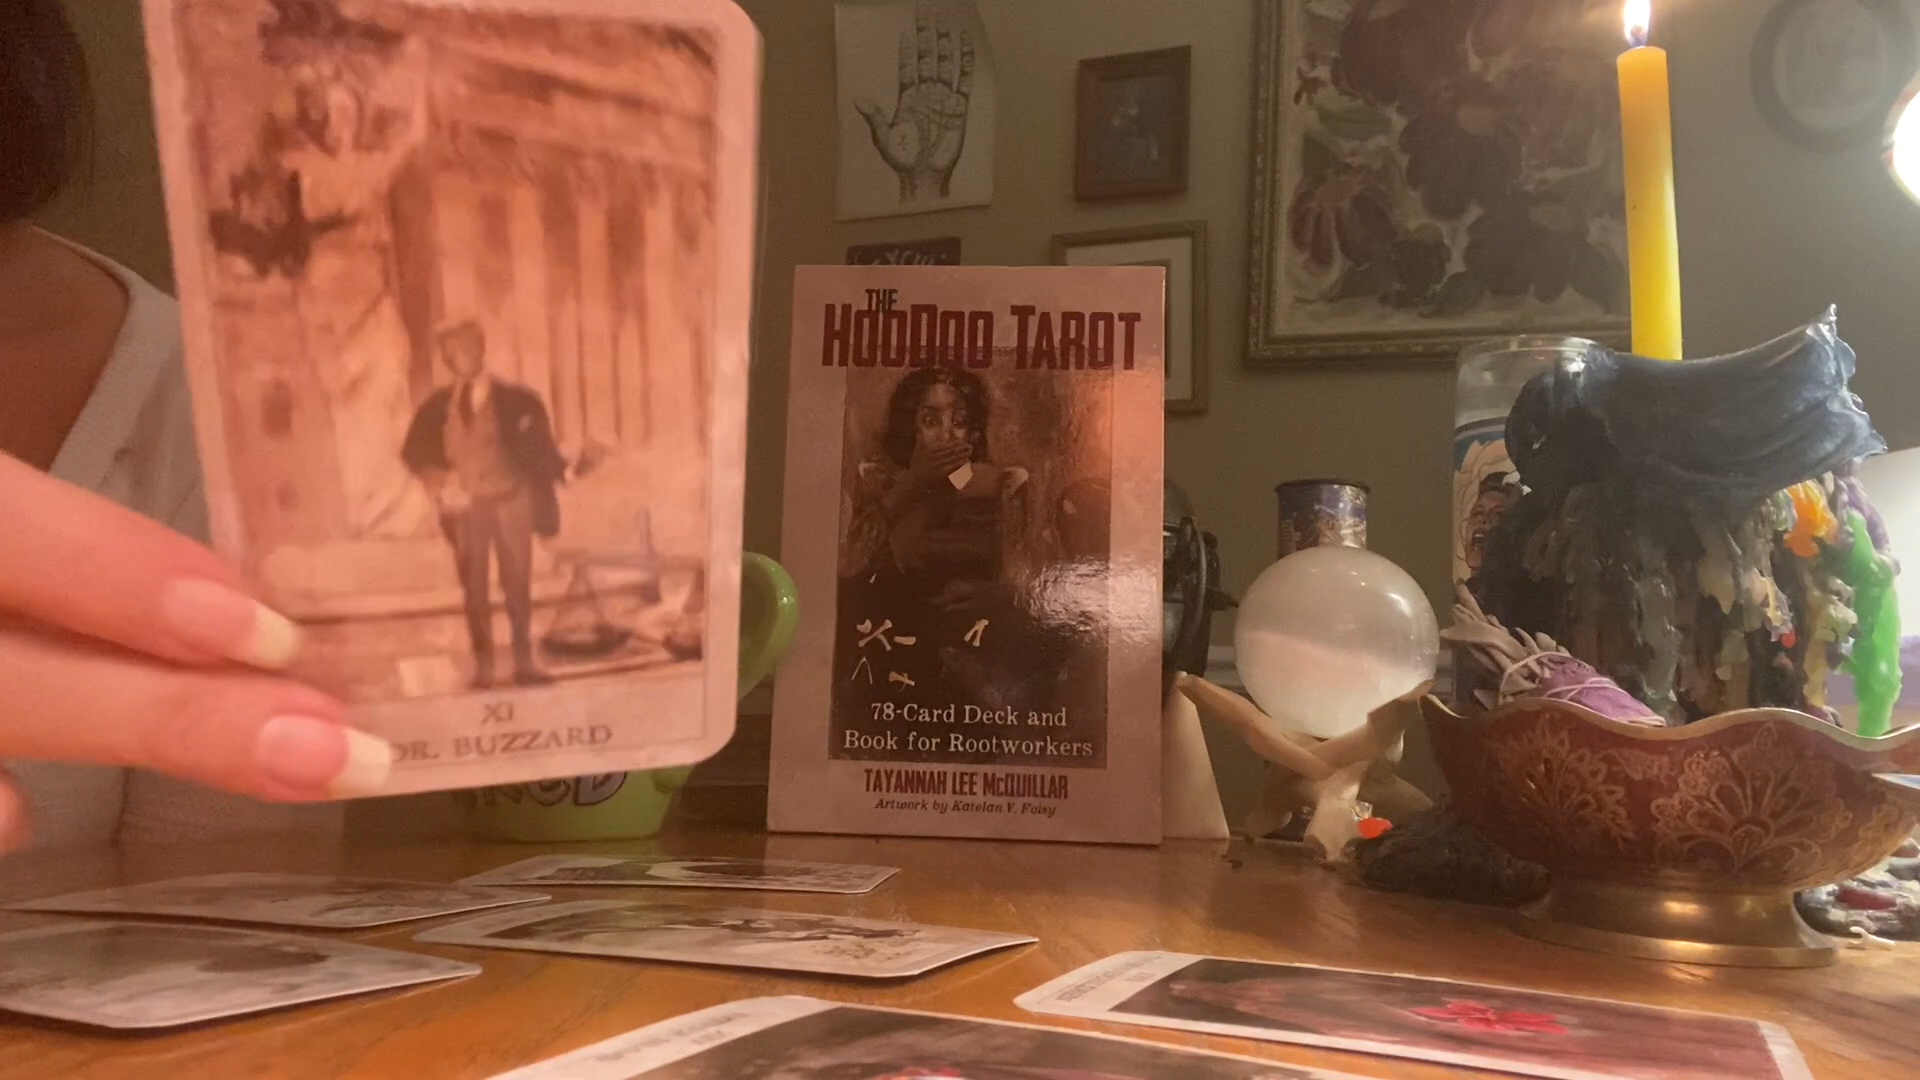 XI
DR. BUZZARD
THE
HOODOO TAROT
78-Card Deck and
Book for Rootworkers
TAYANNAH LEE McQUILLAR
Artwork by Katelan V. Foisy